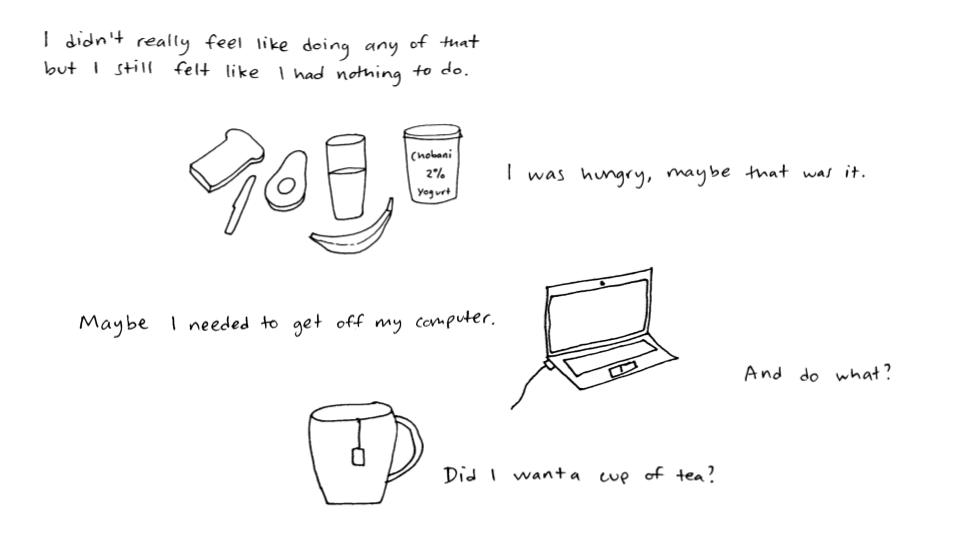 I didn't really feel like doing any of that
but I still felt like I had nothing to do.
Chobani
2%
Yogurt
I was hungry, maybe that was it.
Maybe I needed to get off my computer.
And do what?
Did I want a cup of tea?